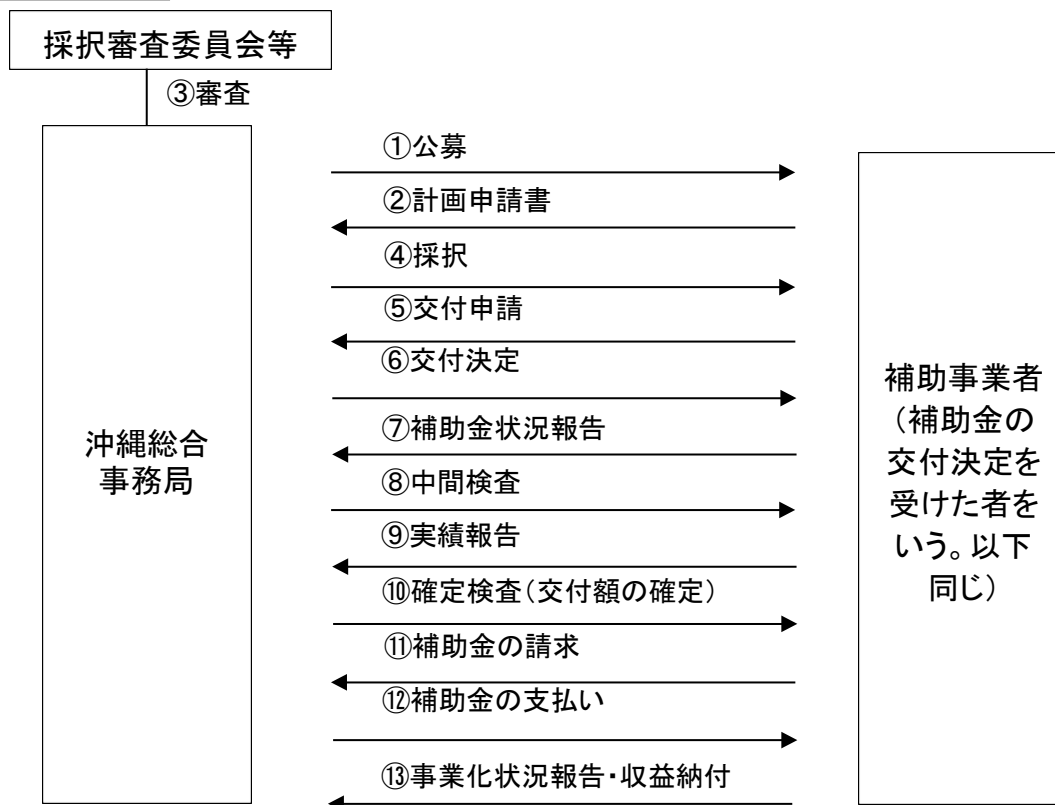 採択審査委員会等
③審査
①公募
②計画申請書
④採択
⑤交付申請
⑥交付決定
⑦補助金状況報告
⑧中間検査
⑨実績報告
⑩確定検査(交付額の確定)
⑪補助金の請求
⑫補助金の支払い
⑬事業化状況報告・収益納付
沖縄総合
事務局
補助事業者
(補助金の
交付決定を
受けた者を
いう。以下
同じ)